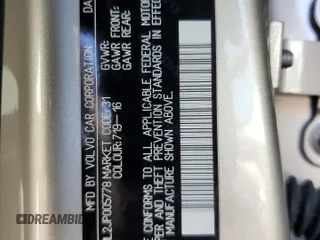 MFD BY VOLVO CAR CORPORATION DA
GVWR:
GAWR FRONT:
GAWR REAR:
MARKET CODE:31
COLOUR:719-16
CONFORMS TO ALL APPLICABLE FEDERAL MOTOR
AND THEFT PREVENTION STANDARDS IN EFFEC
MANUFACTURE SHOWN ABOVE.
DREAMBID